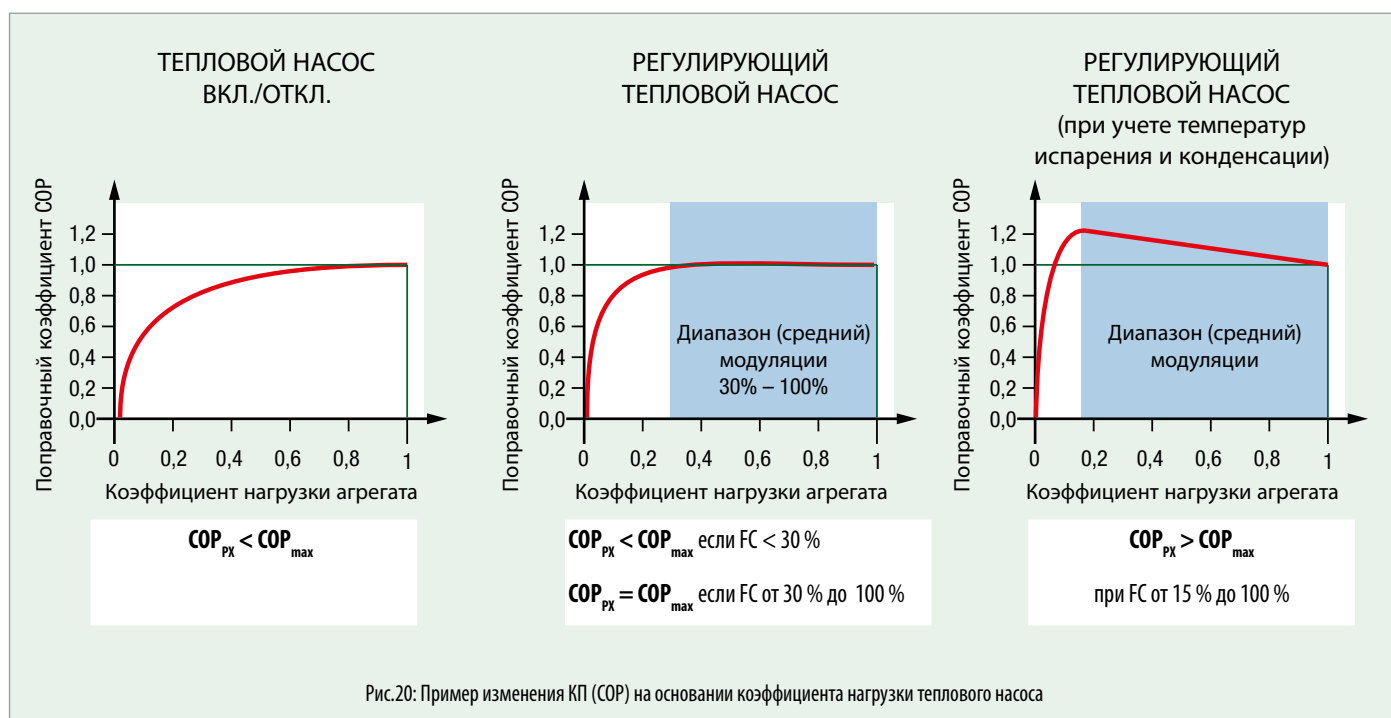 ТЕПЛОВОЙ НАСОС
ВКЛ./ОТКЛ.
Поправочный коэффициент COP
1,2
1,0
0,8
0,6
0,4
0,2
0,0
0 0,2 0,4 0,6 0,8 1
Коэффициент нагрузки агрегата
COP_PX < COP_max
РЕГУЛИРУЮЩИЙ
ТЕПЛОВОЙ НАСОС
Поправочный коэффициент COP
1,2
1,0
0,8
0,6
0,4
0,2
0,0
Диапазон (средний)
модуляции
30% – 100%
0 0,2 0,4 0,6 0,8 1
Коэффициент нагрузки агрегата
COP_PX < COP_max если FC < 30 %
COP_PX = COP_max если FC от 30 % до 100 %
РЕГУЛИРУЮЩИЙ
ТЕПЛОВОЙ НАСОС
(при учете температур
испарения и конденсации)
Поправочный коэффициент COP
1,2
1,0
0,8
0,6
0,4
0,2
0,0
Диапазон (средний)
модуляции
0 0,2 0,4 0,6 0,8 1
Коэффициент нагрузки агрегата
COP_PX > COP_max
при FC от 15 % до 100 %
Рис.20: Пример изменения КП (COP) на основании коэффициента нагрузки теплового насоса